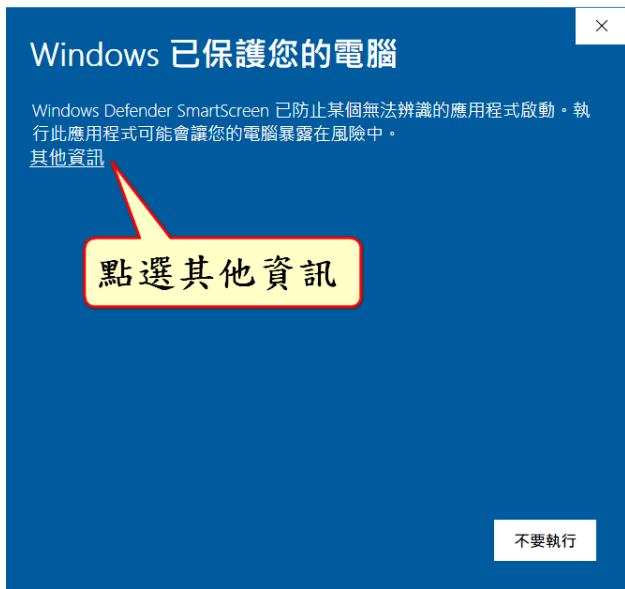 Windows 已保護您的電腦
Windows Defender SmartScreen 已防止某個無法辨識的應用程式啟動。執
行此應用程式可能會讓您的電腦暴露在風險中。
其他資訊
點選其他資訊
不要執行